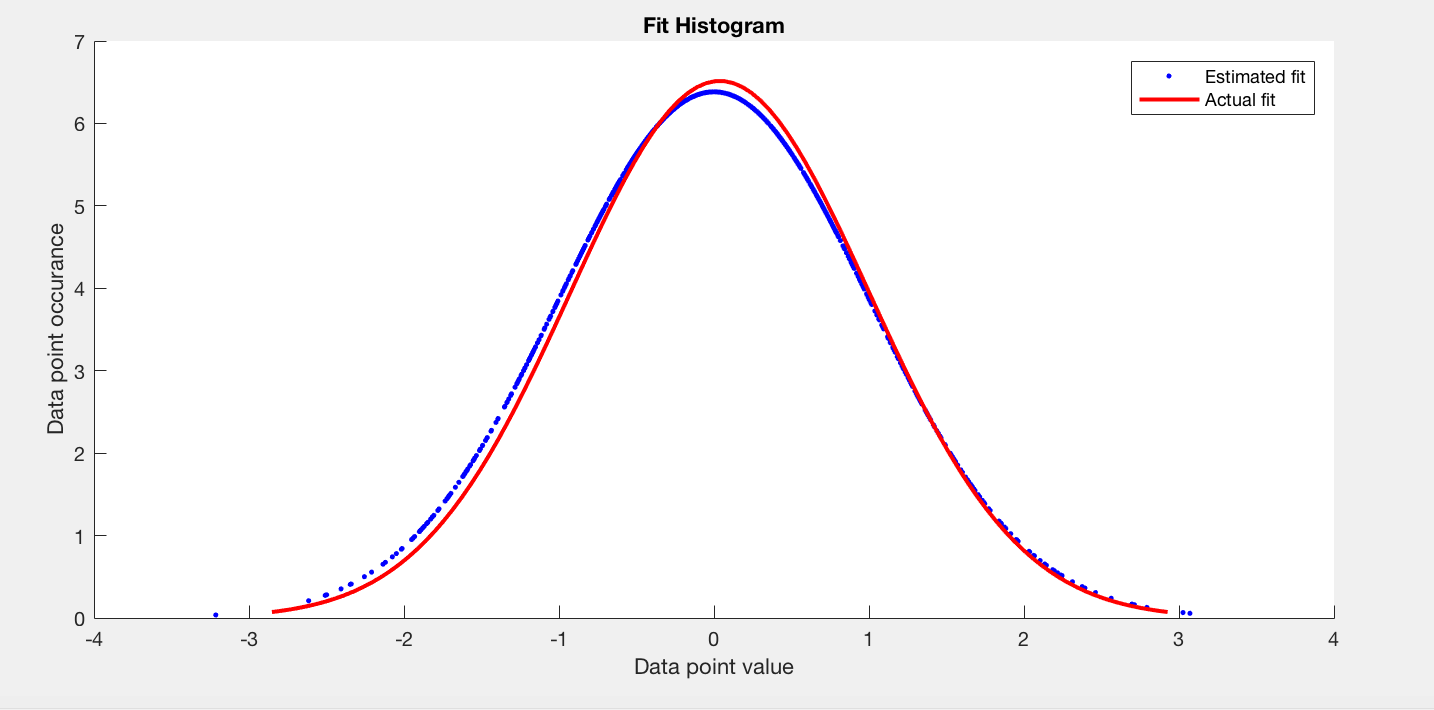 Fit Histogram
Estimated fit
Actual fit
7
6
5
4
3
2
1
0
Data point occurance
-4 -3 -2 -1 0 1 2 3 4
Data point value